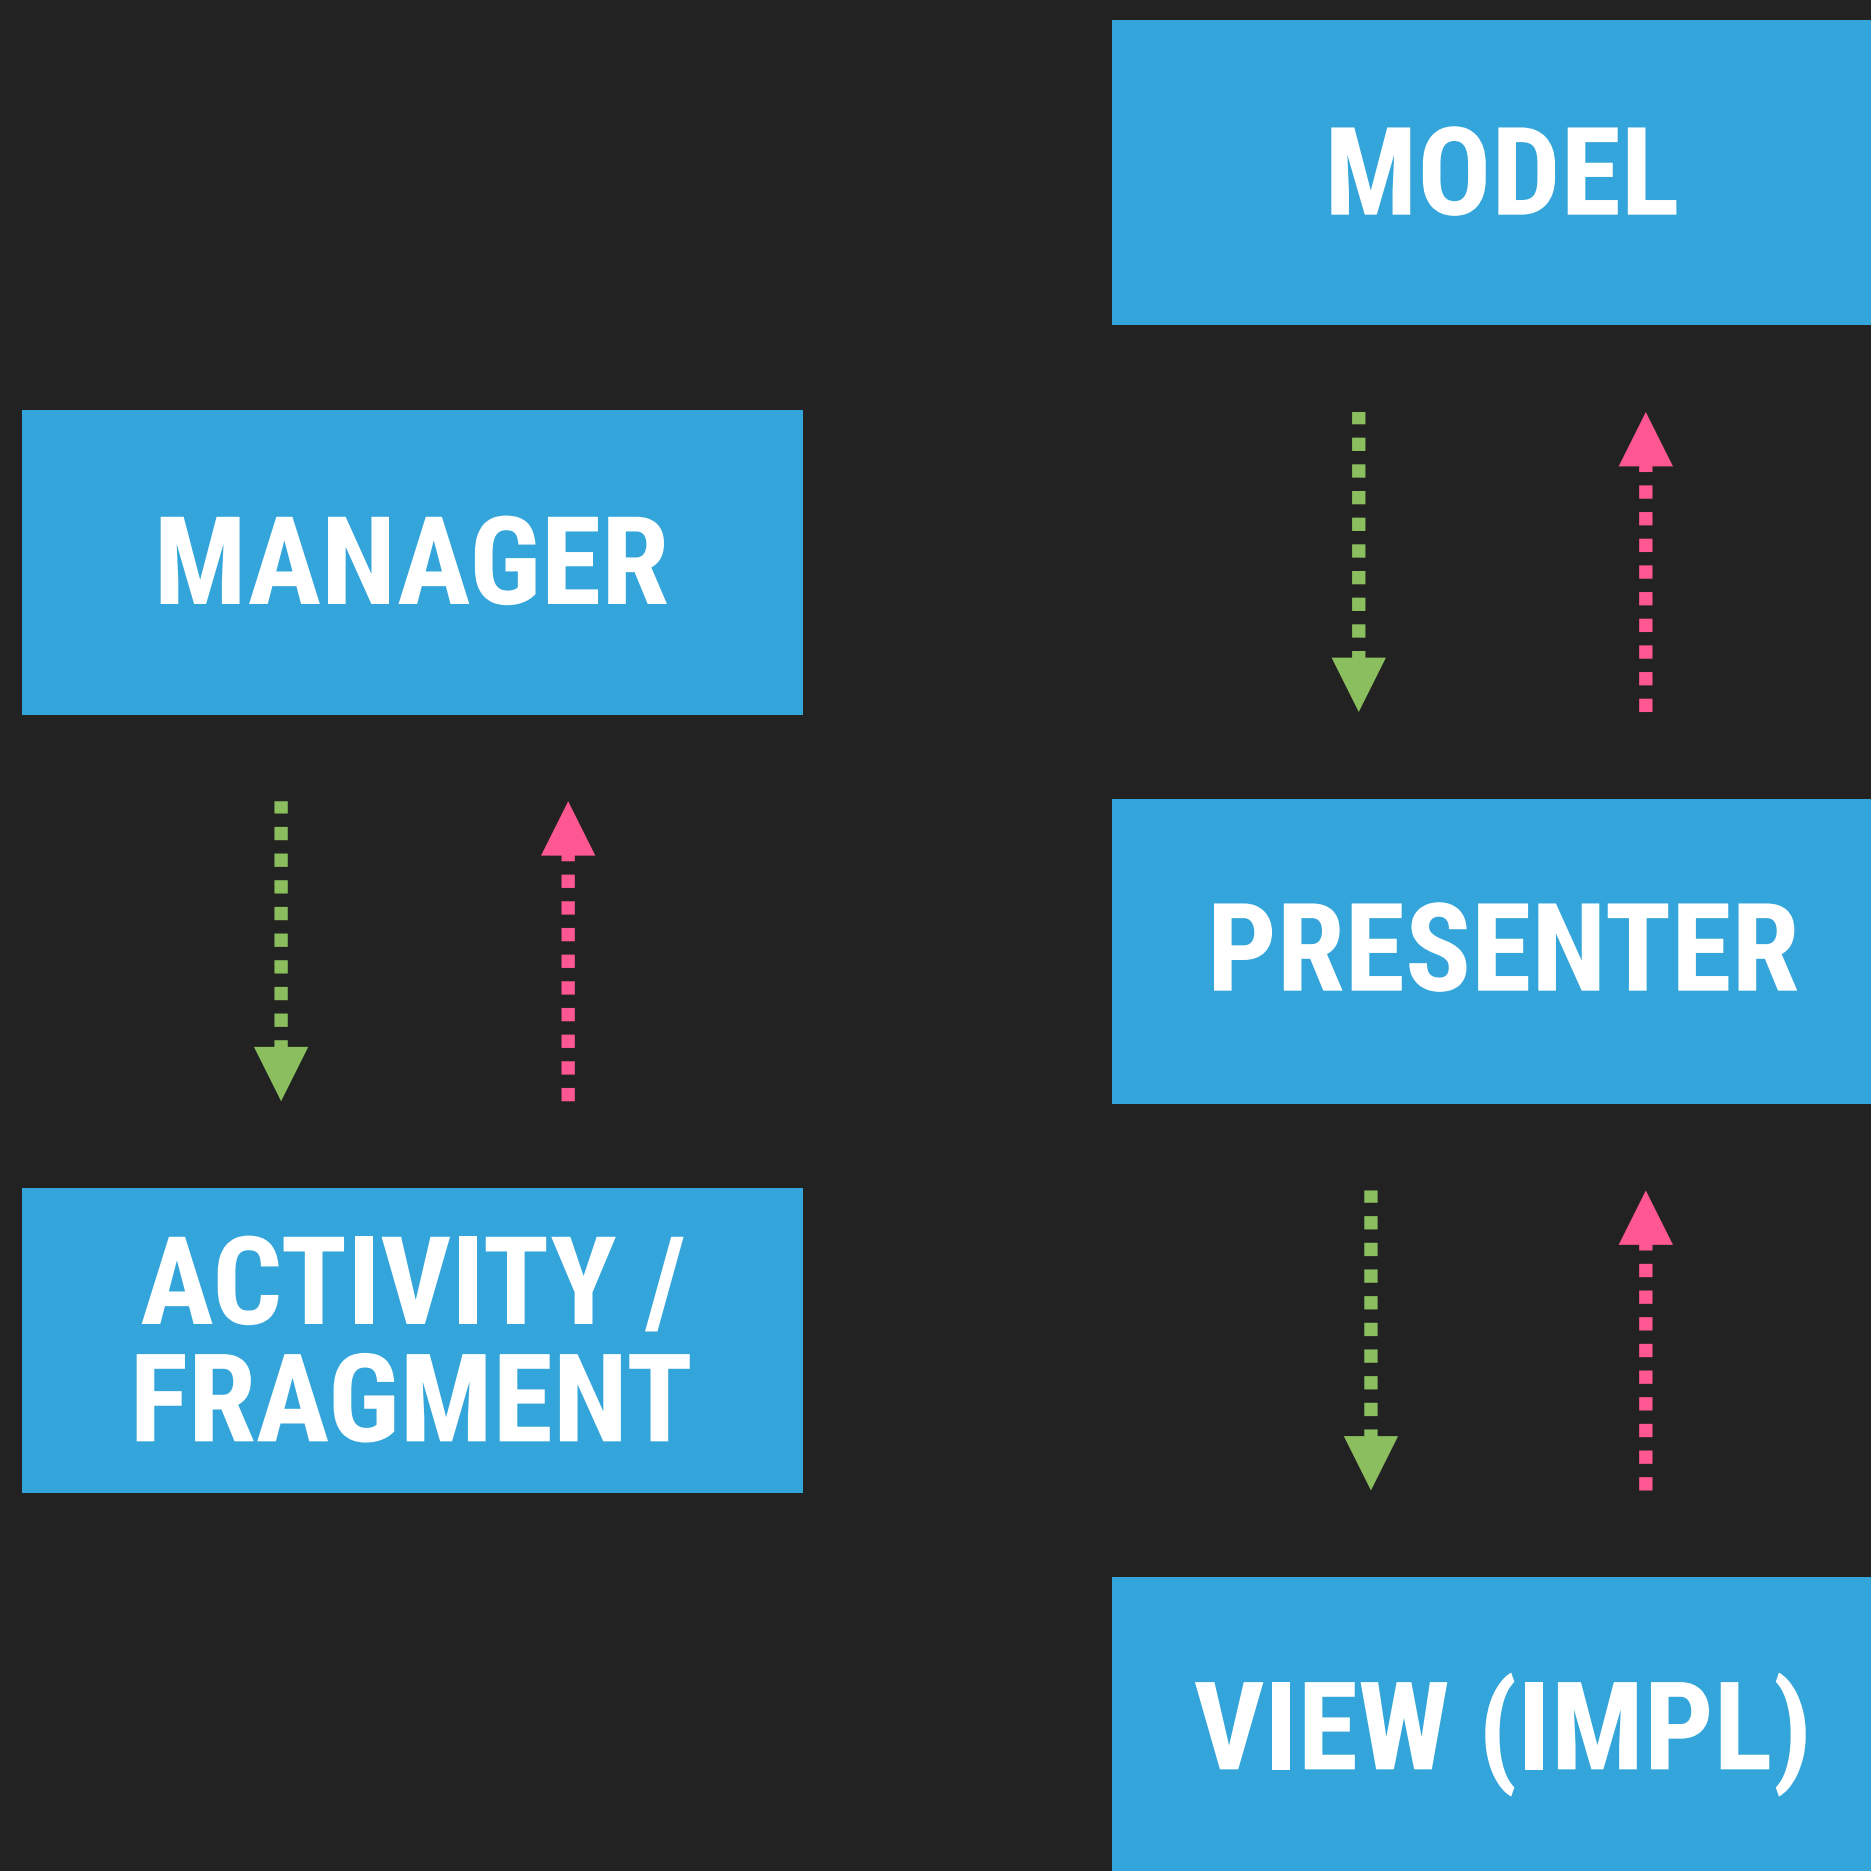 MODEL
MANAGER
PRESENTER
ACTIVITY /
FRAGMENT
VIEW (IMPL)